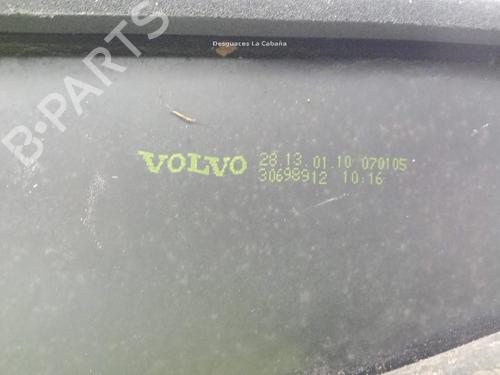 Desguaces La Cabaña
B-PARTS
VOLVO 28.13 01.10 070105
30698912 10:16